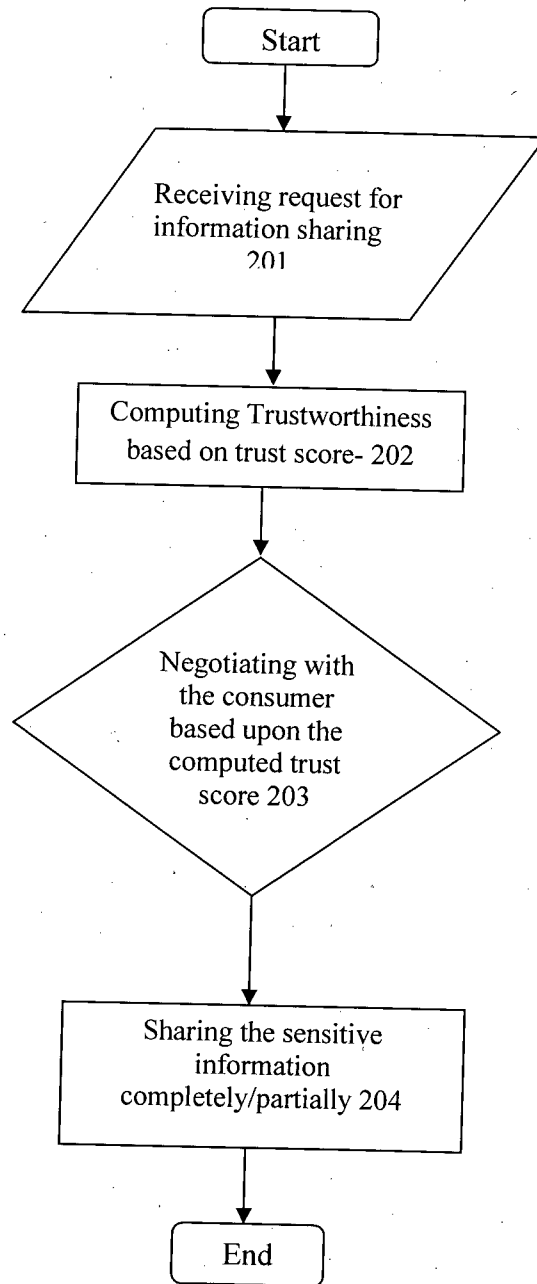 Start
Receiving request for
information sharing
201
Computing Trustworthiness
based on trust score- 202
Negotiating with
the consumer
based upon the
computed trust
score 203
Sharing the sensitive
information
completely/partially 204
End